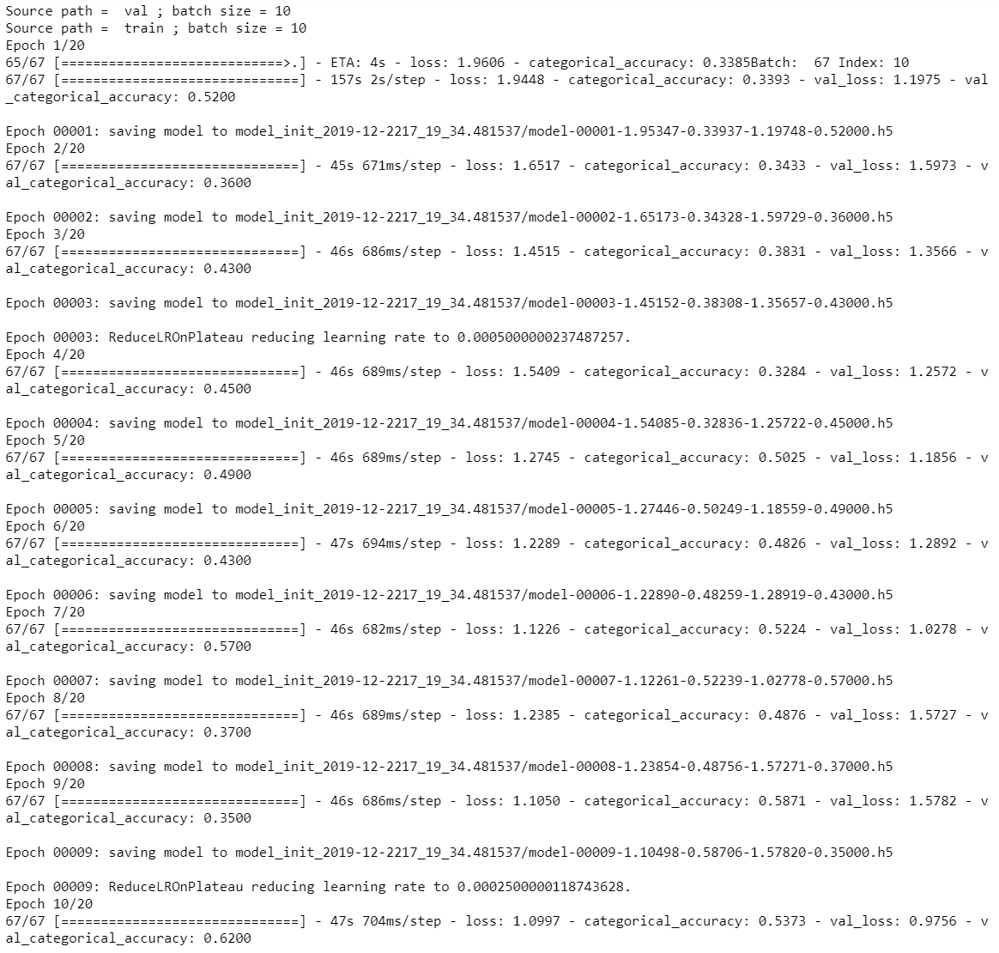 Source path =  val ; batch size = 10
Source path =  train ; batch size = 10
Epoch 1/20
65/67 [============================>.] - ETA: 4s - loss: 1.9606 - categorical_accuracy: 0.3385Batch:  67 Index: 10
67/67 [==============================] - 157s 2s/step - loss: 1.9448 - categorical_accuracy: 0.3393 - val_loss: 1.1975 - val
_categorical_accuracy: 0.5200

Epoch 00001: saving model to model_init_2019-12-2217_19_34.481537/model-00001-1.95347-0.33937-1.19748-0.52000.h5
Epoch 2/20
67/67 [==============================] - 45s 671ms/step - loss: 1.6517 - categorical_accuracy: 0.3433 - val_loss: 1.5973 - v
al_categorical_accuracy: 0.3600

Epoch 00002: saving model to model_init_2019-12-2217_19_34.481537/model-00002-1.65173-0.34328-1.59729-0.36000.h5
Epoch 3/20
67/67 [==============================] - 46s 686ms/step - loss: 1.4515 - categorical_accuracy: 0.3831 - val_loss: 1.3566 - v
al_categorical_accuracy: 0.4300

Epoch 00003: saving model to model_init_2019-12-2217_19_34.481537/model-00003-1.45152-0.38308-1.35657-0.43000.h5

Epoch 00003: ReduceLROnPlateau reducing learning rate to 0.0005000000237487257.
Epoch 4/20
67/67 [==============================] - 46s 689ms/step - loss: 1.5409 - categorical_accuracy: 0.3284 - val_loss: 1.2572 - v
al_categorical_accuracy: 0.4500

Epoch 00004: saving model to model_init_2019-12-2217_19_34.481537/model-00004-1.54085-0.32836-1.25722-0.45000.h5
Epoch 5/20
67/67 [==============================] - 46s 689ms/step - loss: 1.2745 - categorical_accuracy: 0.5025 - val_loss: 1.1856 - v
al_categorical_accuracy: 0.4900

Epoch 00005: saving model to model_init_2019-12-2217_19_34.481537/model-00005-1.27446-0.50249-1.18559-0.49000.h5
Epoch 6/20
67/67 [==============================] - 47s 694ms/step - loss: 1.2289 - categorical_accuracy: 0.4826 - val_loss: 1.2892 - v
al_categorical_accuracy: 0.4300

Epoch 00006: saving model to model_init_2019-12-2217_19_34.481537/model-00006-1.22890-0.48259-1.28919-0.43000.h5
Epoch 7/20
67/67 [==============================] - 46s 682ms/step - loss: 1.1226 - categorical_accuracy: 0.5224 - val_loss: 1.0278 - v
al_categorical_accuracy: 0.5700

Epoch 00007: saving model to model_init_2019-12-2217_19_34.481537/model-00007-1.12261-0.52239-1.02778-0.57000.h5
Epoch 8/20
67/67 [==============================] - 46s 689ms/step - loss: 1.2385 - categorical_accuracy: 0.4876 - val_loss: 1.5727 - v
al_categorical_accuracy: 0.3700

Epoch 00008: saving model to model_init_2019-12-2217_19_34.481537/model-00008-1.23854-0.48756-1.57271-0.37000.h5
Epoch 9/20
67/67 [==============================] - 46s 686ms/step - loss: 1.1050 - categorical_accuracy: 0.5871 - val_loss: 1.5782 - v
al_categorical_accuracy: 0.3500

Epoch 00009: saving model to model_init_2019-12-2217_19_34.481537/model-00009-1.10498-0.58706-1.57820-0.35000.h5

Epoch 00009: ReduceLROnPlateau reducing learning rate to 0.0002500000118743628.
Epoch 10/20
67/67 [==============================] - 47s 704ms/step - loss: 1.0997 - categorical_accuracy: 0.5373 - val_loss: 0.9756 - v
al_categorical_accuracy: 0.6200